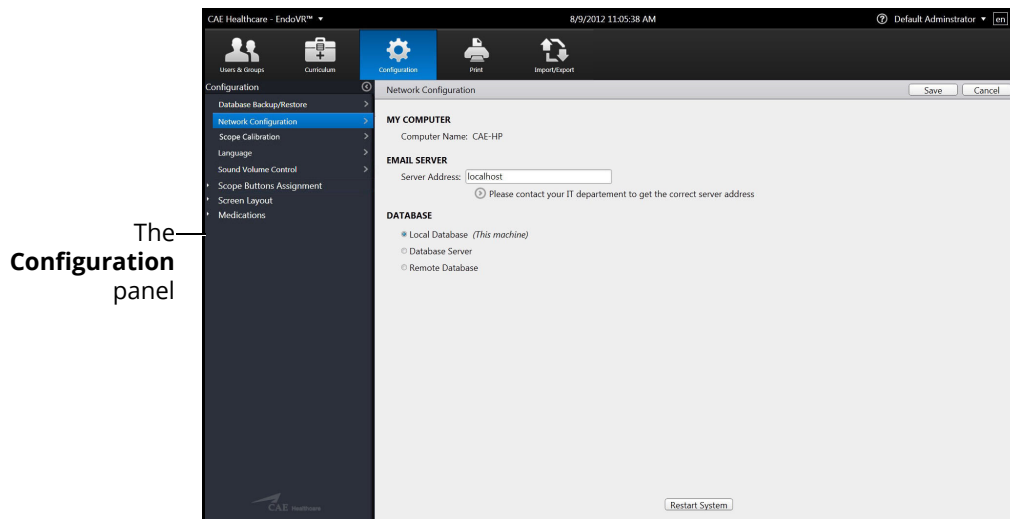 CAE Healthcare - EndoVR™ ▾ 8/9/2012 11:05:38 AM ? Default Adminstrator ▾ en
Users & Groups Curriculum Configuration Print Import/Export
Configuration
Database Backup/Restore
Network Configuration
Scope Calibration
Language
Sound Volume Control
Scope Buttons Assignment
Screen Layout
Medications
The
Configuration
panel
CAE Healthcare
Network Configuration Save Cancel
MY COMPUTER
Computer Name: CAE-HP
EMAIL SERVER
Server Address: localhost
Please contact your IT departement to get the correct server address
DATABASE
Local Database (This machine)
Database Server
Remote Database
Restart System